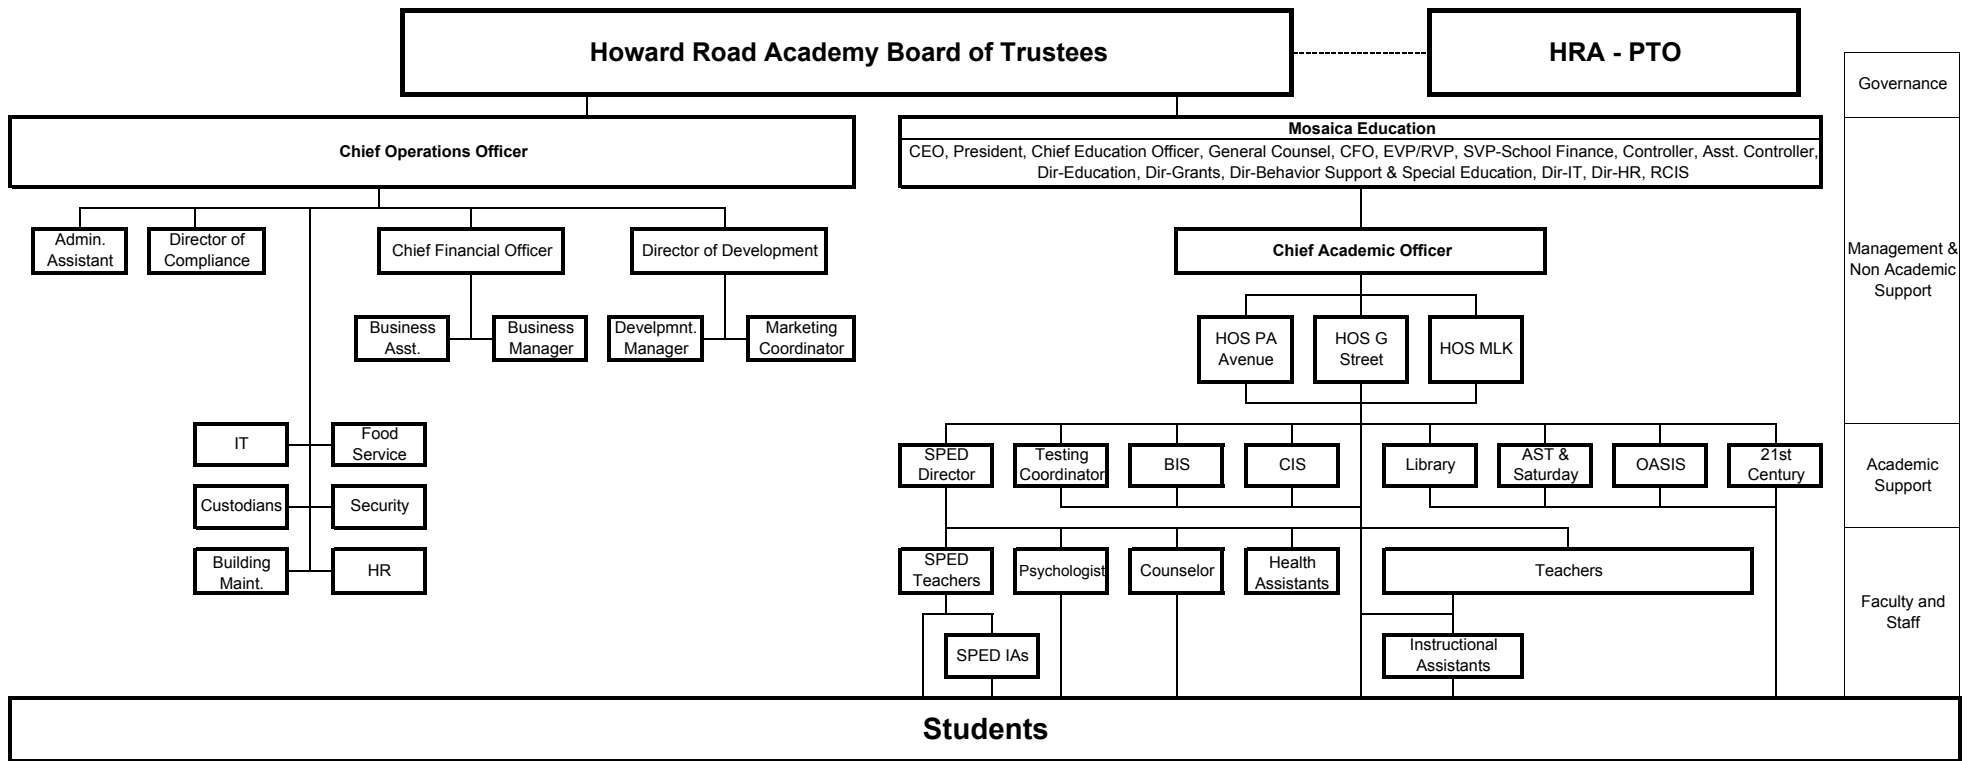 Howard Road Academy Board of Trustees
HRA - PTO
Governance
Chief Operations Officer
Mosaica Education
CEO, President, Chief Education Officer, General Counsel, CFO, EVP/RVP, SVP-School Finance, Controller, Asst. Controller,
Dir-Education, Dir-Grants, Dir-Behavior Support & Special Education, Dir-IT, Dir-HR, RCIS
Admin.
Assistant
Director of
Compliance
Chief Financial Officer
Director of Development
Chief Academic Officer
Management &
Non Academic
Support
Business
Asst.
Business
Manager
Develpmnt.
Manager
Marketing
Coordinator
HOS PA
Avenue
HOS G
Street
HOS MLK
IT
Food
Service
SPED
Director
Testing
Coordinator
BIS
CIS
Library
AST &
Saturday
OASIS
21st
Century
Academic
Support
Custodians
Security
Building
Maint.
HR
SPED
Teachers
Psychologist
Counselor
Health
Assistants
Teachers
Faculty and
Staff
SPED IAs
Instructional
Assistants
Students